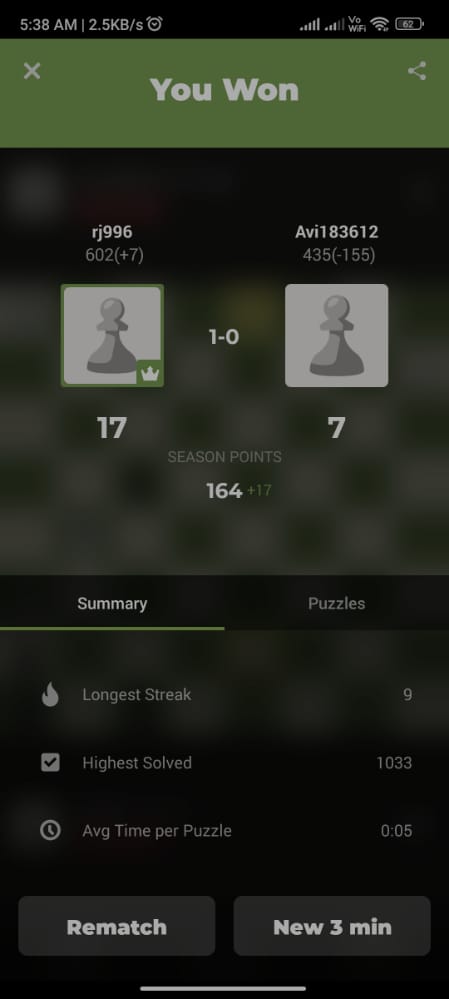 5:38 AM | 2.5KB/s
Vo WiFi
62
You Won
rj996
602(+7)
Avi183612
435(-155)
1-0
17
7
SEASON POINTS
164 +17
Summary
Puzzles
Longest Streak
9
Highest Solved
1033
Avg Time per Puzzle
0:05
Rematch
New 3 min